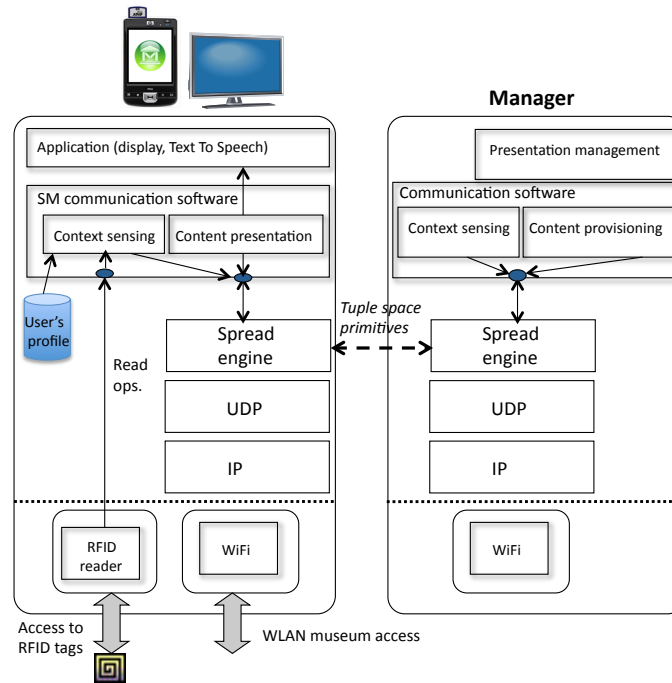 Manager
Application (display, Text To Speech)
SM communication software
Context sensing
Content presentation
User's
profile
Read
ops.
Spread
engine
UDP
IP
RFID
reader
WiFi
Access to
RFID tags
WLAN museum access
Tuple space
primitives
Presentation management
Communication software
Context sensing
Content provisioning
Spread
engine
UDP
IP
WiFi